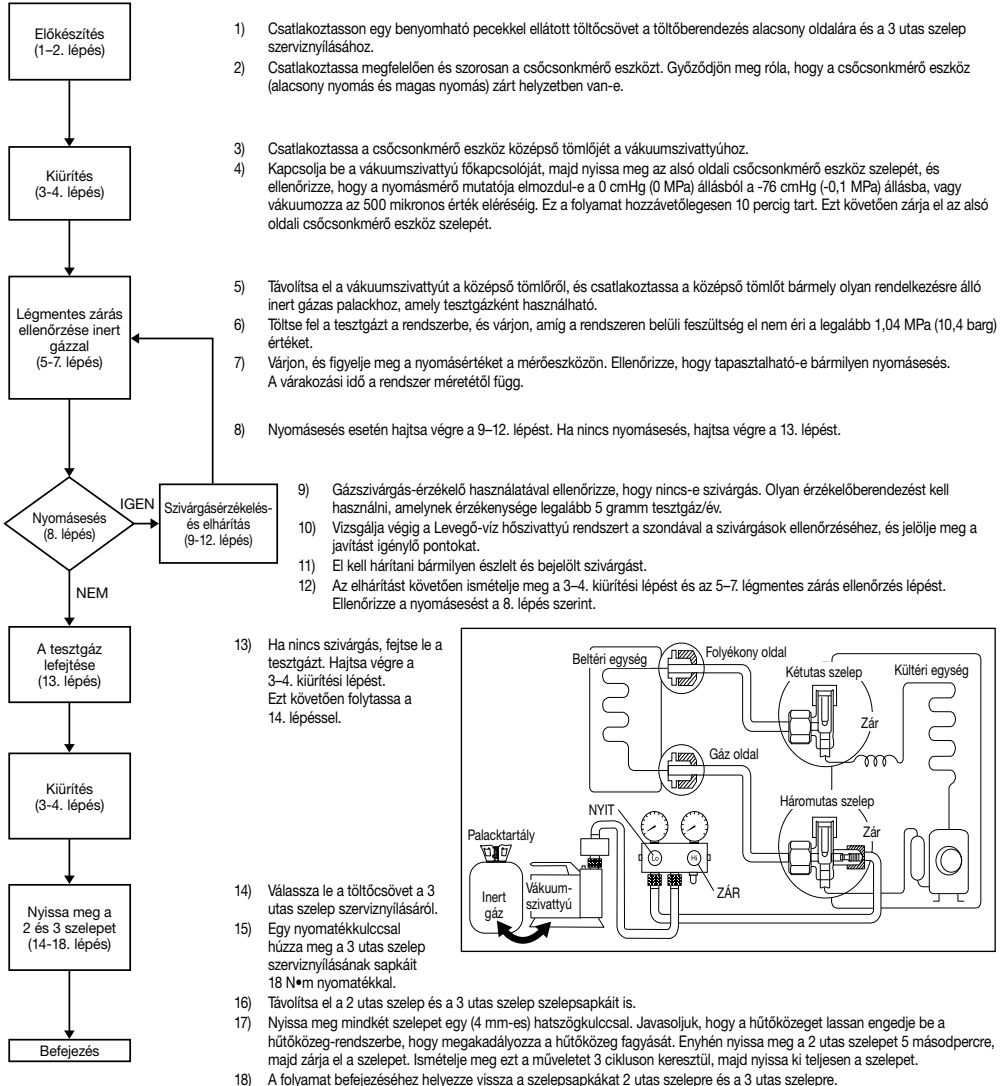 Előkészítés
(1–2. lépés)
1) Csatlakoztasson egy benyomható pecekkel ellátott töltőcsövet a töltőberendezés alacsony oldalára és a 3 utas szelep
szerviznyílásához.
2) Csatlakoztassa megfelelően és szorosan a csőcsonkmérő eszközt. Győződjön meg róla, hogy a csőcsonkmérő eszköz
(alacsony nyomás és magas nyomás) zárt helyzetben van-e.
Kiürítés
(3-4. lépés)
3) Csatlakoztassa a csőcsonkmérő eszköz középső tömlőjét a vákuumszivattyúhoz.
4) Kapcsolja be a vákuumszivattyú főkapcsolóját, majd nyissa meg az alsó oldali csőcsonkmérő eszköz szelepét, és
ellenőrizze, hogy a nyomásmérő mutatója elmozdul-e a 0 cmHg (0 MPa) állásból a -76 cmHg (-0,1 MPa) állásba, vagy
vákuumozza az 500 mikronos érték eléréséig. Ez a folyamat hozzávetőlegesen 10 percig tart. Ezt követően zárja el az alsó
oldali csőcsonkmérő eszköz szelepét.
Légmentes zárás
ellenőrzése inert
gázzal
(5-7. lépés)
5) Távolítsa el a vákuumszivattyút a középső tömlőről, és csatlakoztassa a középső tömlőt bármely olyan rendelkezésre álló
inert gázas palackhoz, amely tesztgázként használható.
6) Töltse fel a tesztgázt a rendszerbe, és várjon, amíg a rendszeren belüli feszültség el nem éri a legalább 1,04 MPa (10,4 barg)
értéket.
7) Várjon, és figyelje meg a nyomásértéket a mérőeszközön. Ellenőrizze, hogy tapasztalható-e bármilyen nyomásesés.
A várakozási idő a rendszer méretétől függ.
8) Nyomásesés esetén hajtsa végre a 9–12. lépést. Ha nincs nyomásesés, hajtsa végre a 13. lépést.
Nyomásesés
(8. lépés)
IGEN
NEM
Szivárgásérzékelés-
és elhárítás
(9-12. lépés)
9) Gázszivárgás-érzékelő használatával ellenőrizze, hogy nincs-e szivárgás. Olyan érzékelőberendezést kell
használni, amelynek érzékenysége legalább 5 gramm tesztgáz/év.
10) Vizsgálja végig a Levegő-víz hőszivattyú rendszert a szondával a szivárgások ellenőrzéséhez, és jelölje meg a
javítást igénylő pontokat.
11) El kell hárítani bármilyen észlelt és bejelölt szivárgást.
12) Az elhárítást követően ismételje meg a 3–4. kiürítési lépést és az 5–7. légmentes zárás ellenőrzés lépést.
Ellenőrizze a nyomásesést a 8. lépés szerint.
A tesztgáz
lefejtése
(13. lépés)
13) Ha nincs szivárgás, fejtse le a
tesztgázt. Hajtsa végre a
3–4. kiürítési lépést.
Ezt követően folytassa a
14. lépéssel.
Beltéri egység
Folyékony oldal
Kétutas szelep
Kültéri egység
Zár
Gáz oldal
Háromutas szelep
Zár
NYIT
Lo
Hi
ZÁR
Palacktartály
Inert
gáz
Vákuum-
szivattyú
Kiürítés
(3-4. lépés)
Nyissa meg a
2 és 3 szelepet
(14-18. lépés)
14) Válassza le a töltőcsövet a 3
utas szelep szerviznyílásáról.
15) Egy nyomatékkulccsal
húzza meg a 3 utas szelep
szerviznyílásának sapkáit
18 N•m nyomatékkal.
16) Távolítsa el a 2 utas szelep és a 3 utas szelep szelepsapkáit is.
17) Nyissa meg mindkét szelepet egy (4 mm-es) hatszögkulccsal. Javasoljuk, hogy a hűtőközeget lassan engedje be a
hűtőközeg-rendszerbe, hogy megakadályozza a hűtőközeg fagyását. Enyhén nyissa meg a 2 utas szelepet 5 másodpercre,
majd zárja el a szelepet. Ismételje meg ezt a műveletet 3 cikluson keresztül, majd nyissa ki teljesen a szelepet.
18) A folyamat befejezéséhez helyezze vissza a szelepsapkákat 2 utas szelepre és a 3 utas szelepre.
Befejezés